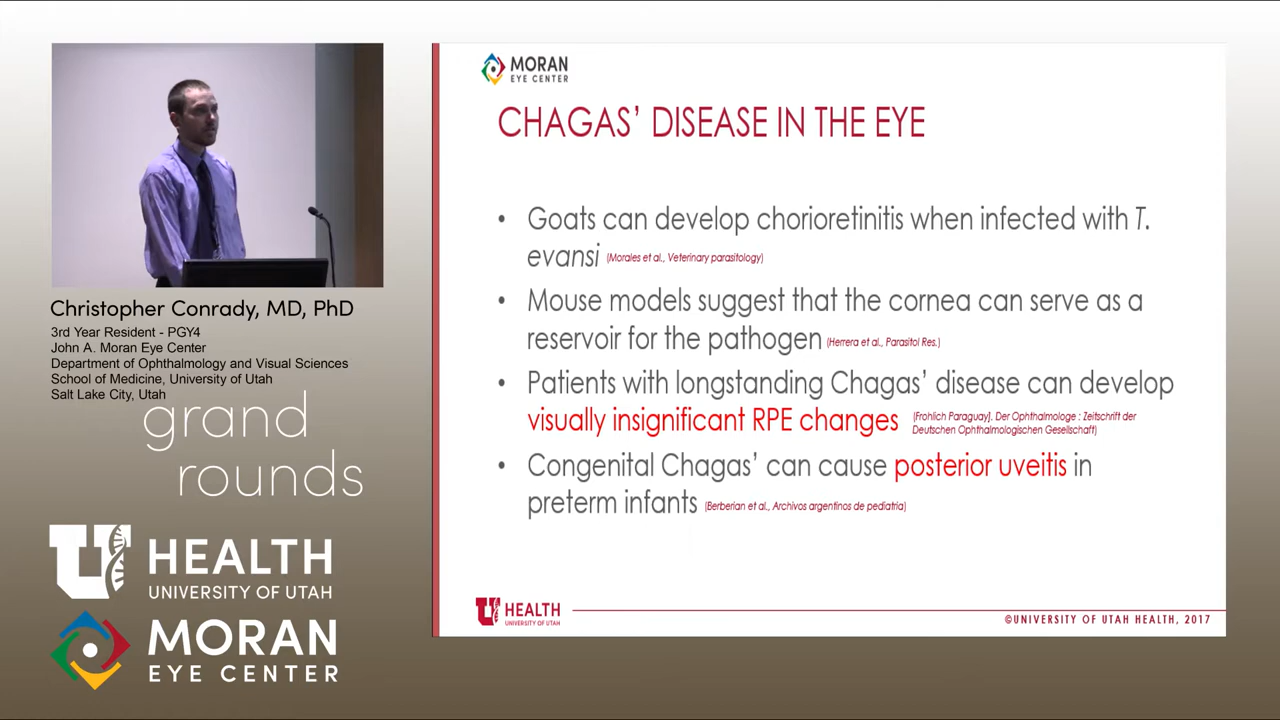 Christopher Conrady, MD, PhD
3rd Year Resident - PGY4
John A. Moran Eye Center
Department of Ophthalmology and Visual Sciences
School of Medicine, University of Utah
Salt Lake City, Utah
grand
rounds
U HEALTH
UNIVERSITY OF UTAH
MORAN
EYE CENTER
MORAN
EYE CENTER
CHAGAS’ DISEASE IN THE EYE
• Goats can develop chorioretinitis when infected with T.
evansi (Morales et al., Veterinary parasitology)
• Mouse models suggest that the cornea can serve as a
reservoir for the pathogen (Herrera et al., Parasitol Res.)
• Patients with longstanding Chagas’ disease can develop
visually insignificant RPE changes (Frohlich Paraguay]. Der Ophthalmologe : Zeitschrift der
Deutschen Ophthalmologischen Gesellschaft)
• Congenital Chagas’ can cause posterior uveitis in
preterm infants (Berberian et al., Archivos argentinos de pediatria)
U HEALTH
UNIVERSITY OF UTAH
©UNIVERSITY OF UTAH HEALTH, 2017